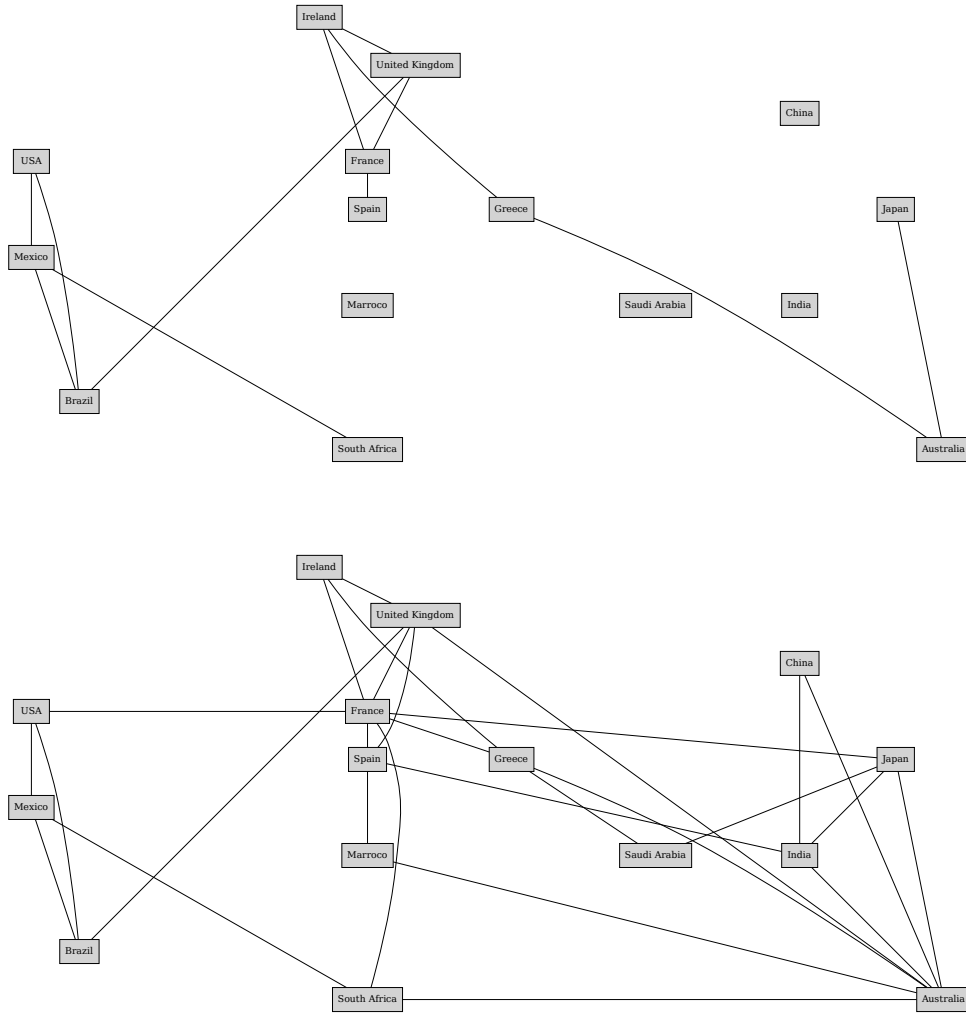 Ireland
United Kingdom
China
USA
France
Spain
Greece
Japan
Mexico
Marroco
Saudi Arabia
India
Brazil
South Africa
Australia
Ireland
United Kingdom
China
USA
France
Spain
Greece
Japan
Mexico
Marroco
Saudi Arabia
India
Brazil
South Africa
Australia